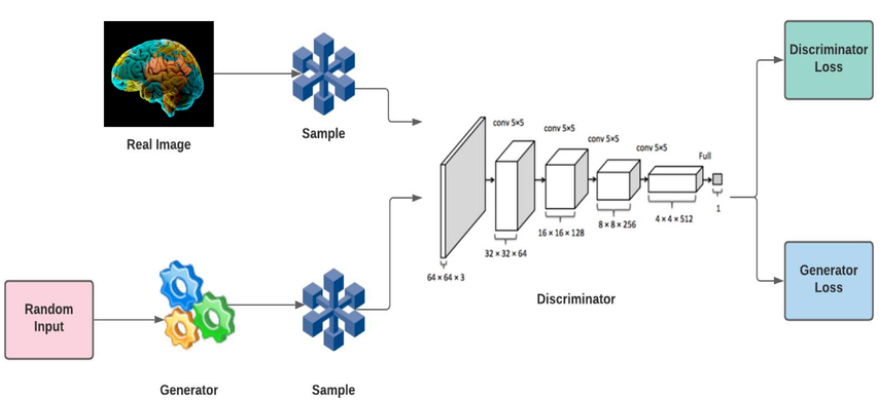 Real Image
Sample
Random
Input
Generator
Sample
conv 5×5
conv 5×5
conv 5×5
conv 5×5
Full
64 × 64 × 3
32 × 32 × 64
16 × 16 × 128
8 × 8 × 256
4 × 4 × 512
1
Discriminator
Discriminator
Loss
Generator
Loss